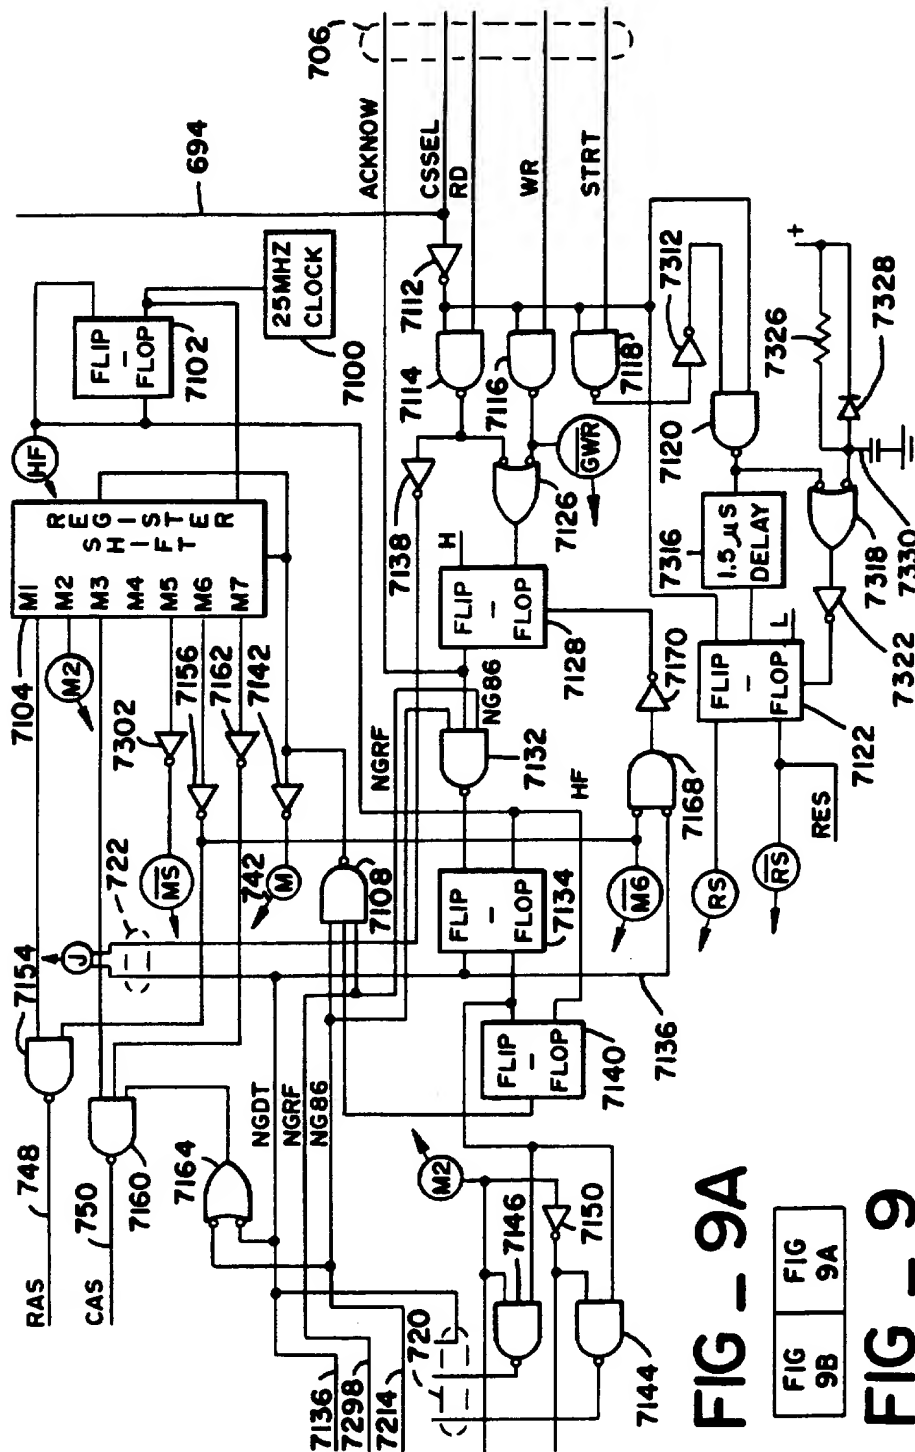 706
ACKNOW
CSSEL
RD
WR
STRT
694
25MHZ
CLOCK
7100
FLIP
–
FLOP
7102
HF
REGISTER
SHIFT
M1
M2
M3
M4
M5
M6
M7
7104
M2
7302
7156
7162
7142
MS
M
742
722
J
7154
RAS
748
CAS
750
7160
7164
7108
NGDT
NGRF
NG86
7136
7298
7214
720
7112
7114
7116
7118
7138
GWR
7126
H
FLIP
–
FLOP
7128
NG86
NGRF
7132
HF
FLIP
–
FLOP
7134
7136
FLIP
–
FLOP
7140
M2
7146
7150
7144
7170
7168
M6
7312
7120
7316
1.5 µS
DELAY
7326
+
7328
7330
7318
7322
L
FLIP
–
FLOP
7122
RS
RS
RES
FIG – 9A
FIG
9B
FIG
9A
FIG – 9